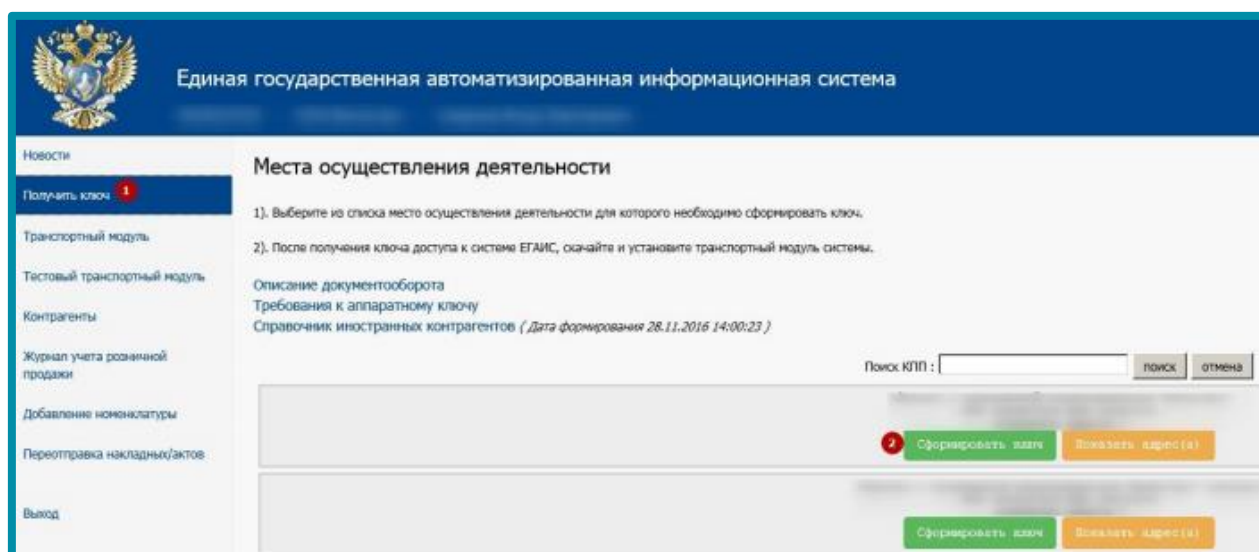 Единая государственная автоматизированная информационная система
Новости
Получить ключ 1
Транспортный модуль
Тестовый транспортный модуль
Контрагенты
Журнал учета розничной
продажи
Добавление номенклатуры
Переотправка накладных/актов
Выход
Места осуществления деятельности
1). Выберите из списка место осуществления деятельности для которого необходимо сформировать ключ.
2). После получения ключа доступа к системе ЕГАИС, скачайте и установите транспортный модуль системы.
Описание документооборота
Требования к аппаратному ключу
Справочник иностранных контрагентов ( Дата формирования 28.11.2016 14:00:23 )
Поиск КПП : поиск отмена
2 Сформировать ключ Показать адрес(а)
Сформировать ключ Показать адрес(а)